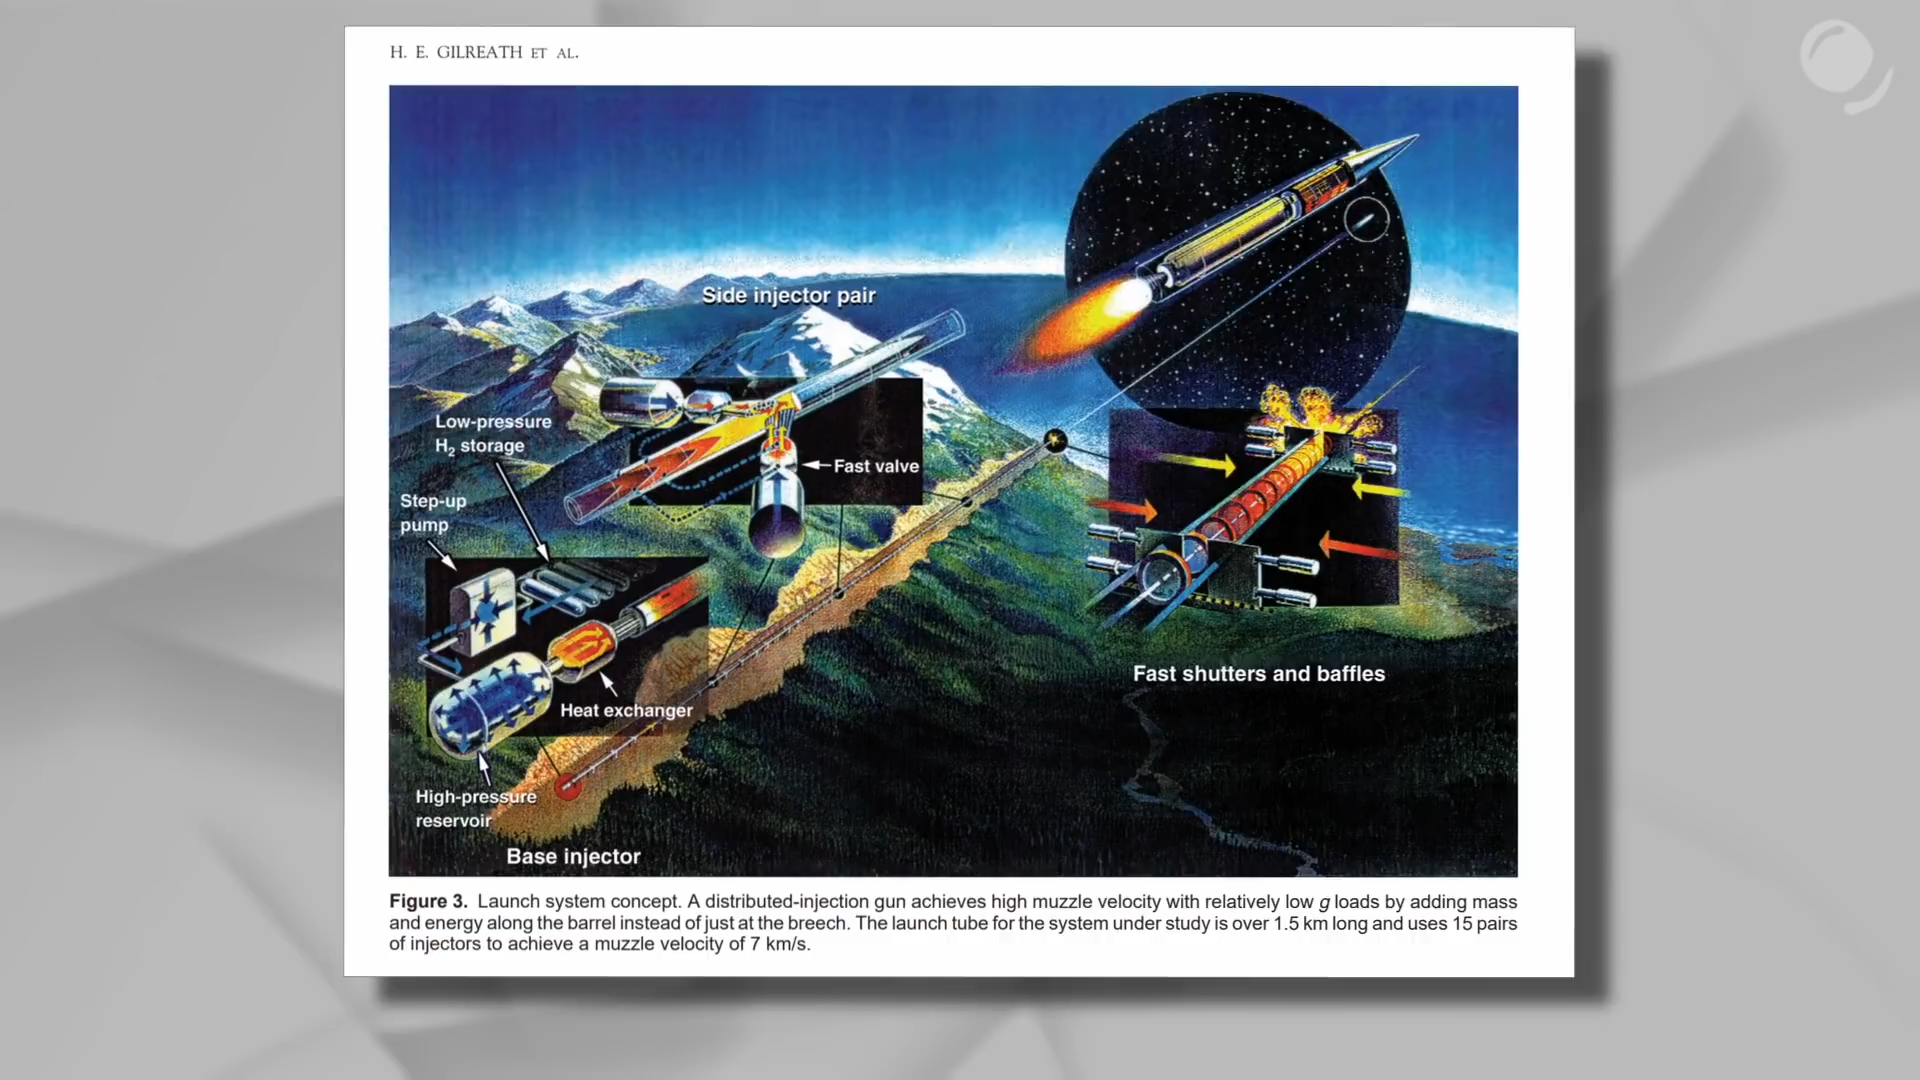 H. E. GILREATH ET AL.
Side injector pair
Low-pressure
H₂ storage
Fast valve
Step-up
pump
Heat exchanger
Fast shutters and baffles
High-pressure
reservoir
Base injector
Figure 3. Launch system concept. A distributed-injection gun achieves high muzzle velocity with relatively low g loads by adding mass
and energy along the barrel instead of just at the breech. The launch tube for the system under study is over 1.5 km long and uses 15 pairs
of injectors to achieve a muzzle velocity of 7 km/s.